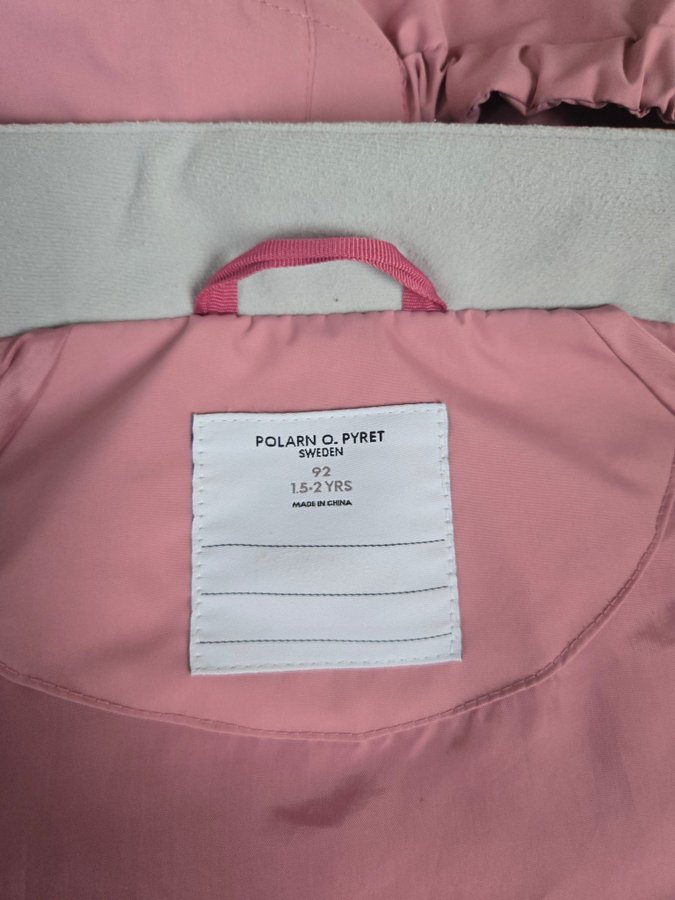 POLARN O. PYRET
SWEDEN
92
1.5-2 YRS
MADE IN CHINA